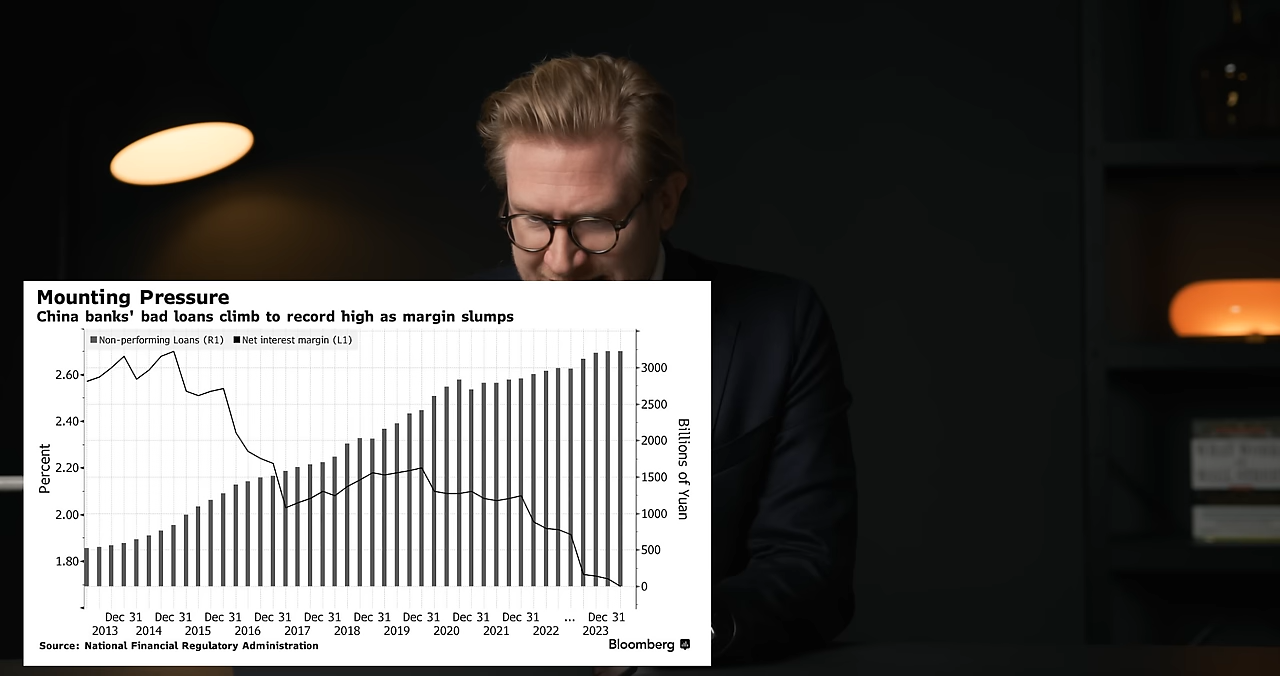 Mounting Pressure
China banks' bad loans climb to record high as margin slumps
Non-performing Loans (R1) Net interest margin (L1)
2.60
2.40
2.20
2.00
1.80
Percent
3000
2500
2000
1500
1000
500
0
Billions of Yuan
Dec 31 Dec 31 Dec 31 Dec 31 Dec 31 Dec 31 Dec 31 Dec 31 Dec 31 ... Dec 31
2013 2014 2015 2016 2017 2018 2019 2020 2021 2022 2023
Source: National Financial Regulatory Administration
Bloomberg